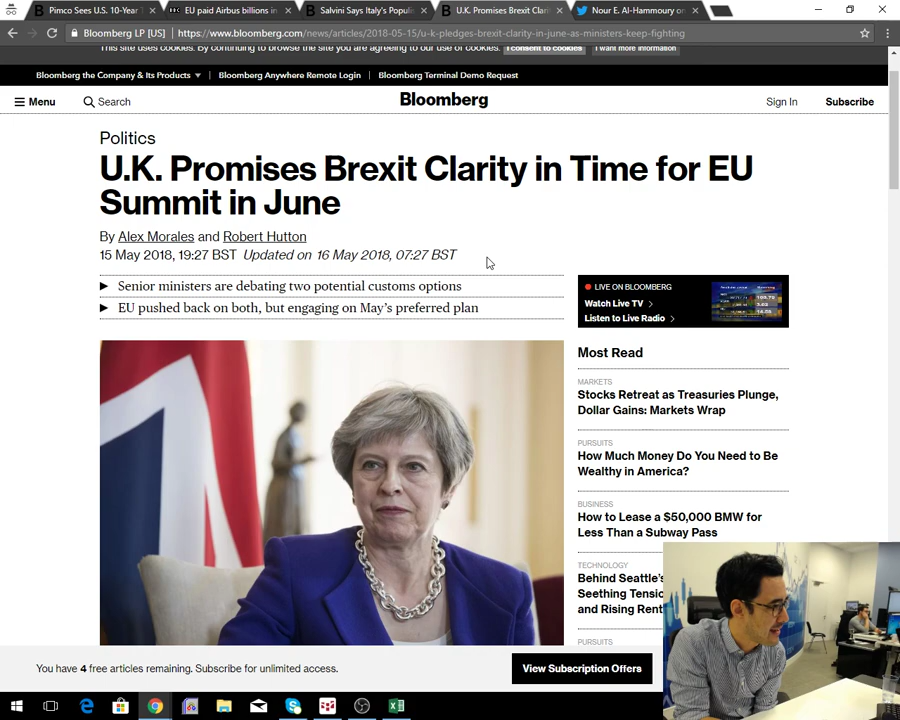 Pimco Sees U.S. 10-Year
EU paid Airbus billions in
Salvini Says Italy's Populi
U.K. Promises Brexit Clari
Nour E. Al-Hammoury on
Bloomberg LP [US] | https://www.bloomberg.com/news/articles/2018-05-15/u-k-pledges-brexit-clarity-in-june-as-ministers-keep-fighting
This site uses cookies. By continuing to browse the site you are agreeing to our use of cookies. I consent to cookies I want more information
Bloomberg the Company & Its Products ▼ | Bloomberg Anywhere Remote Login | Bloomberg Terminal Demo Request
Menu Search Bloomberg Sign In Subscribe
Politics
U.K. Promises Brexit Clarity in Time for EU
Summit in June
By Alex Morales and Robert Hutton
15 May 2018, 19:27 BST Updated on 16 May 2018, 07:27 BST
Senior ministers are debating two potential customs options
EU pushed back on both, but engaging on May's preferred plan
LIVE ON BLOOMBERG
Watch Live TV >
Listen to Live Radio >
Most Read
MARKETS
Stocks Retreat as Treasuries Plunge,
Dollar Gains: Markets Wrap
PURSUITS
How Much Money Do You Need to Be
Wealthy in America?
BUSINESS
How to Lease a $50,000 BMW for
Less Than a Subway Pass
TECHNOLOGY
Behind Seattle's
Seething Tensio
and Rising Rent
PURSUITS
You have 4 free articles remaining. Subscribe for unlimited access.
View Subscription Offers